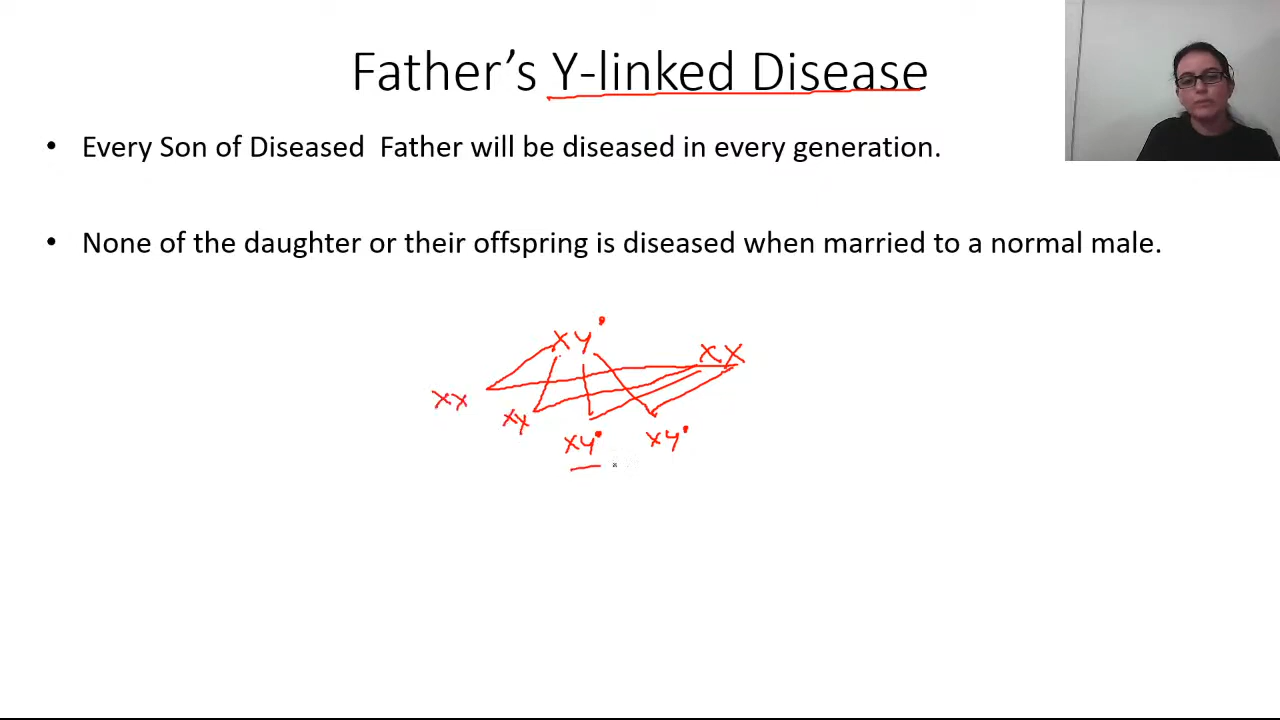 Father’s Y-linked Disease
• Every Son of Diseased Father will be diseased in every generation.
• None of the daughter or their offspring is diseased when married to a normal male.
XY•
XX
XX
XX
XY•
XY•